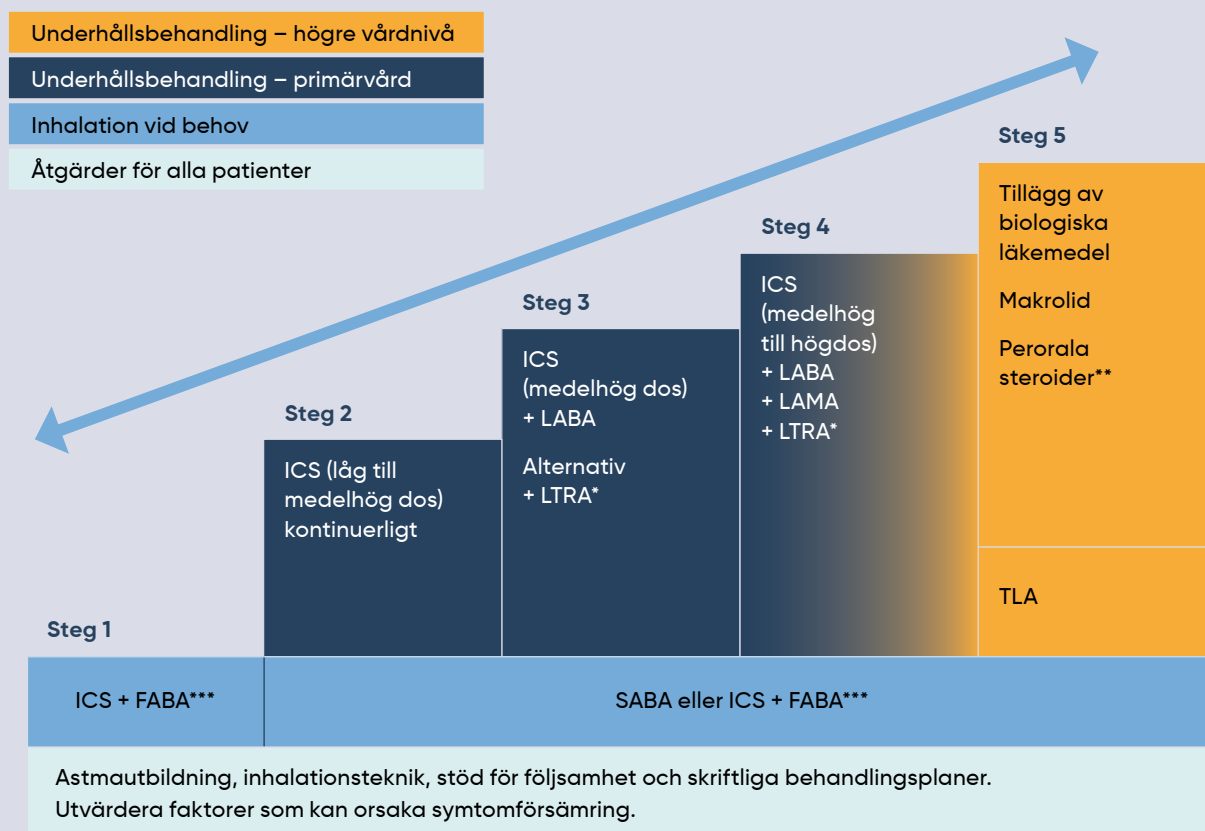 Underhållsbehandling – högre vårdnivå
Underhållsbehandling – primärvård
Inhalation vid behov
Åtgärder för alla patienter
Steg 1
ICS + FABA***
Steg 2
ICS (låg till
medelhög dos)
kontinuerligt
Steg 3
ICS
(medelhög dos)
+ LABA
Alternativ
+ LTRA*
Steg 4
ICS
(medelhög
till högdos)
+ LABA
+ LAMA
+ LTRA*
Steg 5
Tillägg av
biologiska
läkemedel
Makrolid
Perorala
steroider**
TLA
SABA eller ICS + FABA***
Astmautbildning, inhalationsteknik, stöd för följsamhet och skriftliga behandlingsplaner.
Utvärdera faktorer som kan orsaka symtomförsämring.